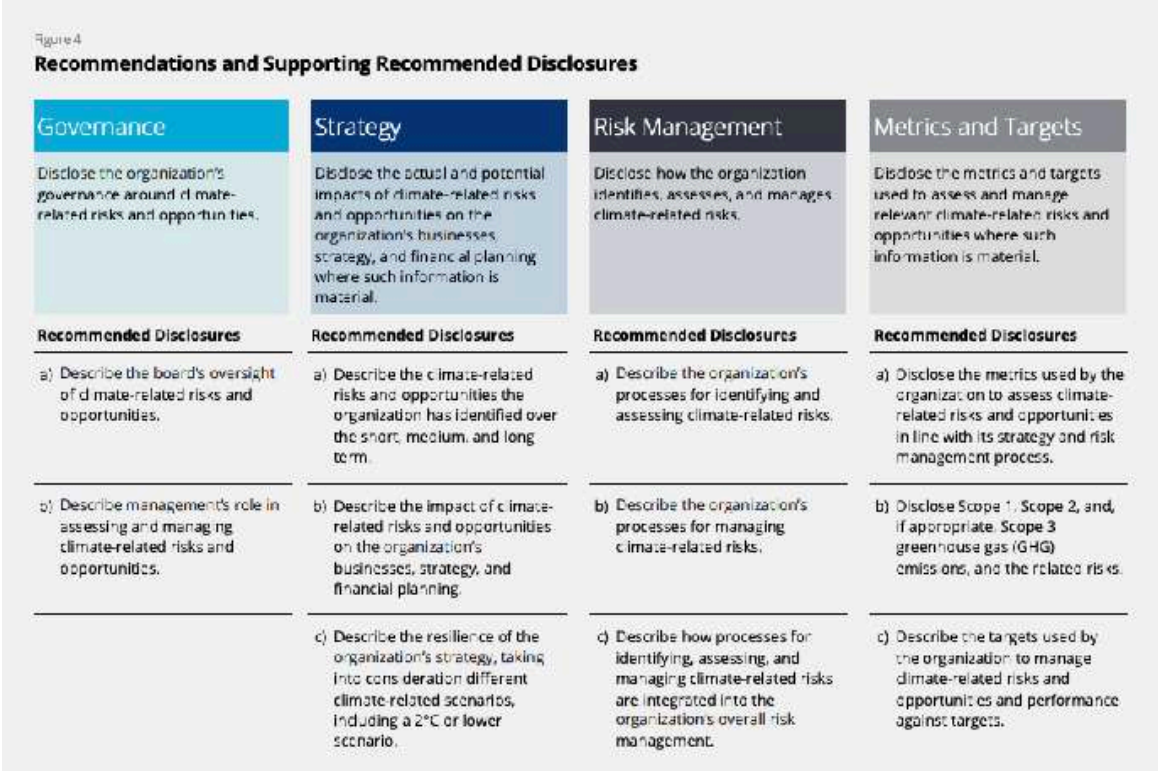 Figure 4
Recommendations and Supporting Recommended Disclosures
Governance
Disclose the organization's
governance around climate-
related risks and opportunities.
Strategy
Disclose the actual and potential
impacts of climate-related risks
and opportunities on the
organization's businesses,
strategy, and financial planning
where such information is
material.
Risk Management
Disclose how the organization
identifies, assesses, and manages
climate-related risks.
Metrics and Targets
Disclose the metrics and targets
used to assess and manage
relevant climate-related risks and
opportunities where such
information is material.
Recommended Disclosures
a) Describe the board's oversight
of climate-related risks and
opportunities.
b) Describe management's role in
assessing and managing
climate-related risks and
opportunities.
Recommended Disclosures
a) Describe the climate-related
risks and opportunities the
organization has identified over
the short, medium, and long
term.
b) Describe the impact of climate-
related risks and opportunities
on the organization's
businesses, strategy, and
financial planning.
c) Describe the resilience of the
organization's strategy, taking
into consideration different
climate-related scenarios,
including a 2°C or lower
scenario.
Recommended Disclosures
a) Describe the organization's
processes for identifying and
assessing climate-related risks.
b) Describe the organization's
processes for managing
climate-related risks.
c) Describe how processes for
identifying, assessing, and
managing climate-related risks
are integrated into the
organization's overall risk
management.
Recommended Disclosures
a) Disclose the metrics used by the
organization to assess climate-
related risks and opportunities
in line with its strategy and risk
management process.
b) Disclose Scope 1, Scope 2, and,
if appropriate, Scope 3
greenhouse gas (GHG)
emissions, and the related risks.
c) Describe the targets used by
the organization to manage
climate-related risks and
opportunities and performance
against targets.